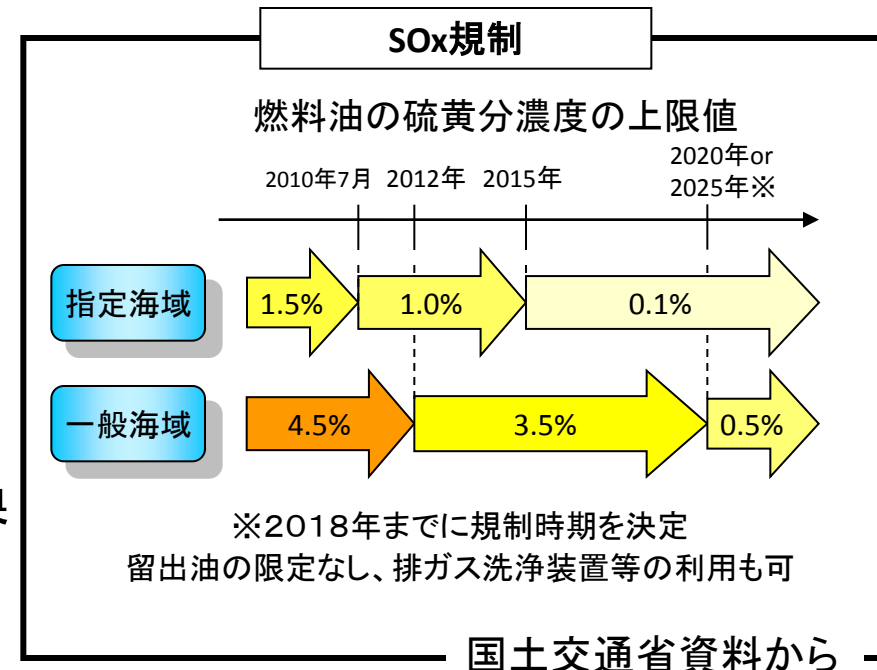 SOx規制
燃料油の硫黄分濃度の上限値
2010年7月 2012年 2015年 2020年or
2025年※
指定海域 1.5% 1.0% 0.1%
一般海域 4.5% 3.5% 0.5%
※2018年までに規制時期を決定
留出油の限定なし、排ガス洗浄装置等の利用も可
国土交通省資料から